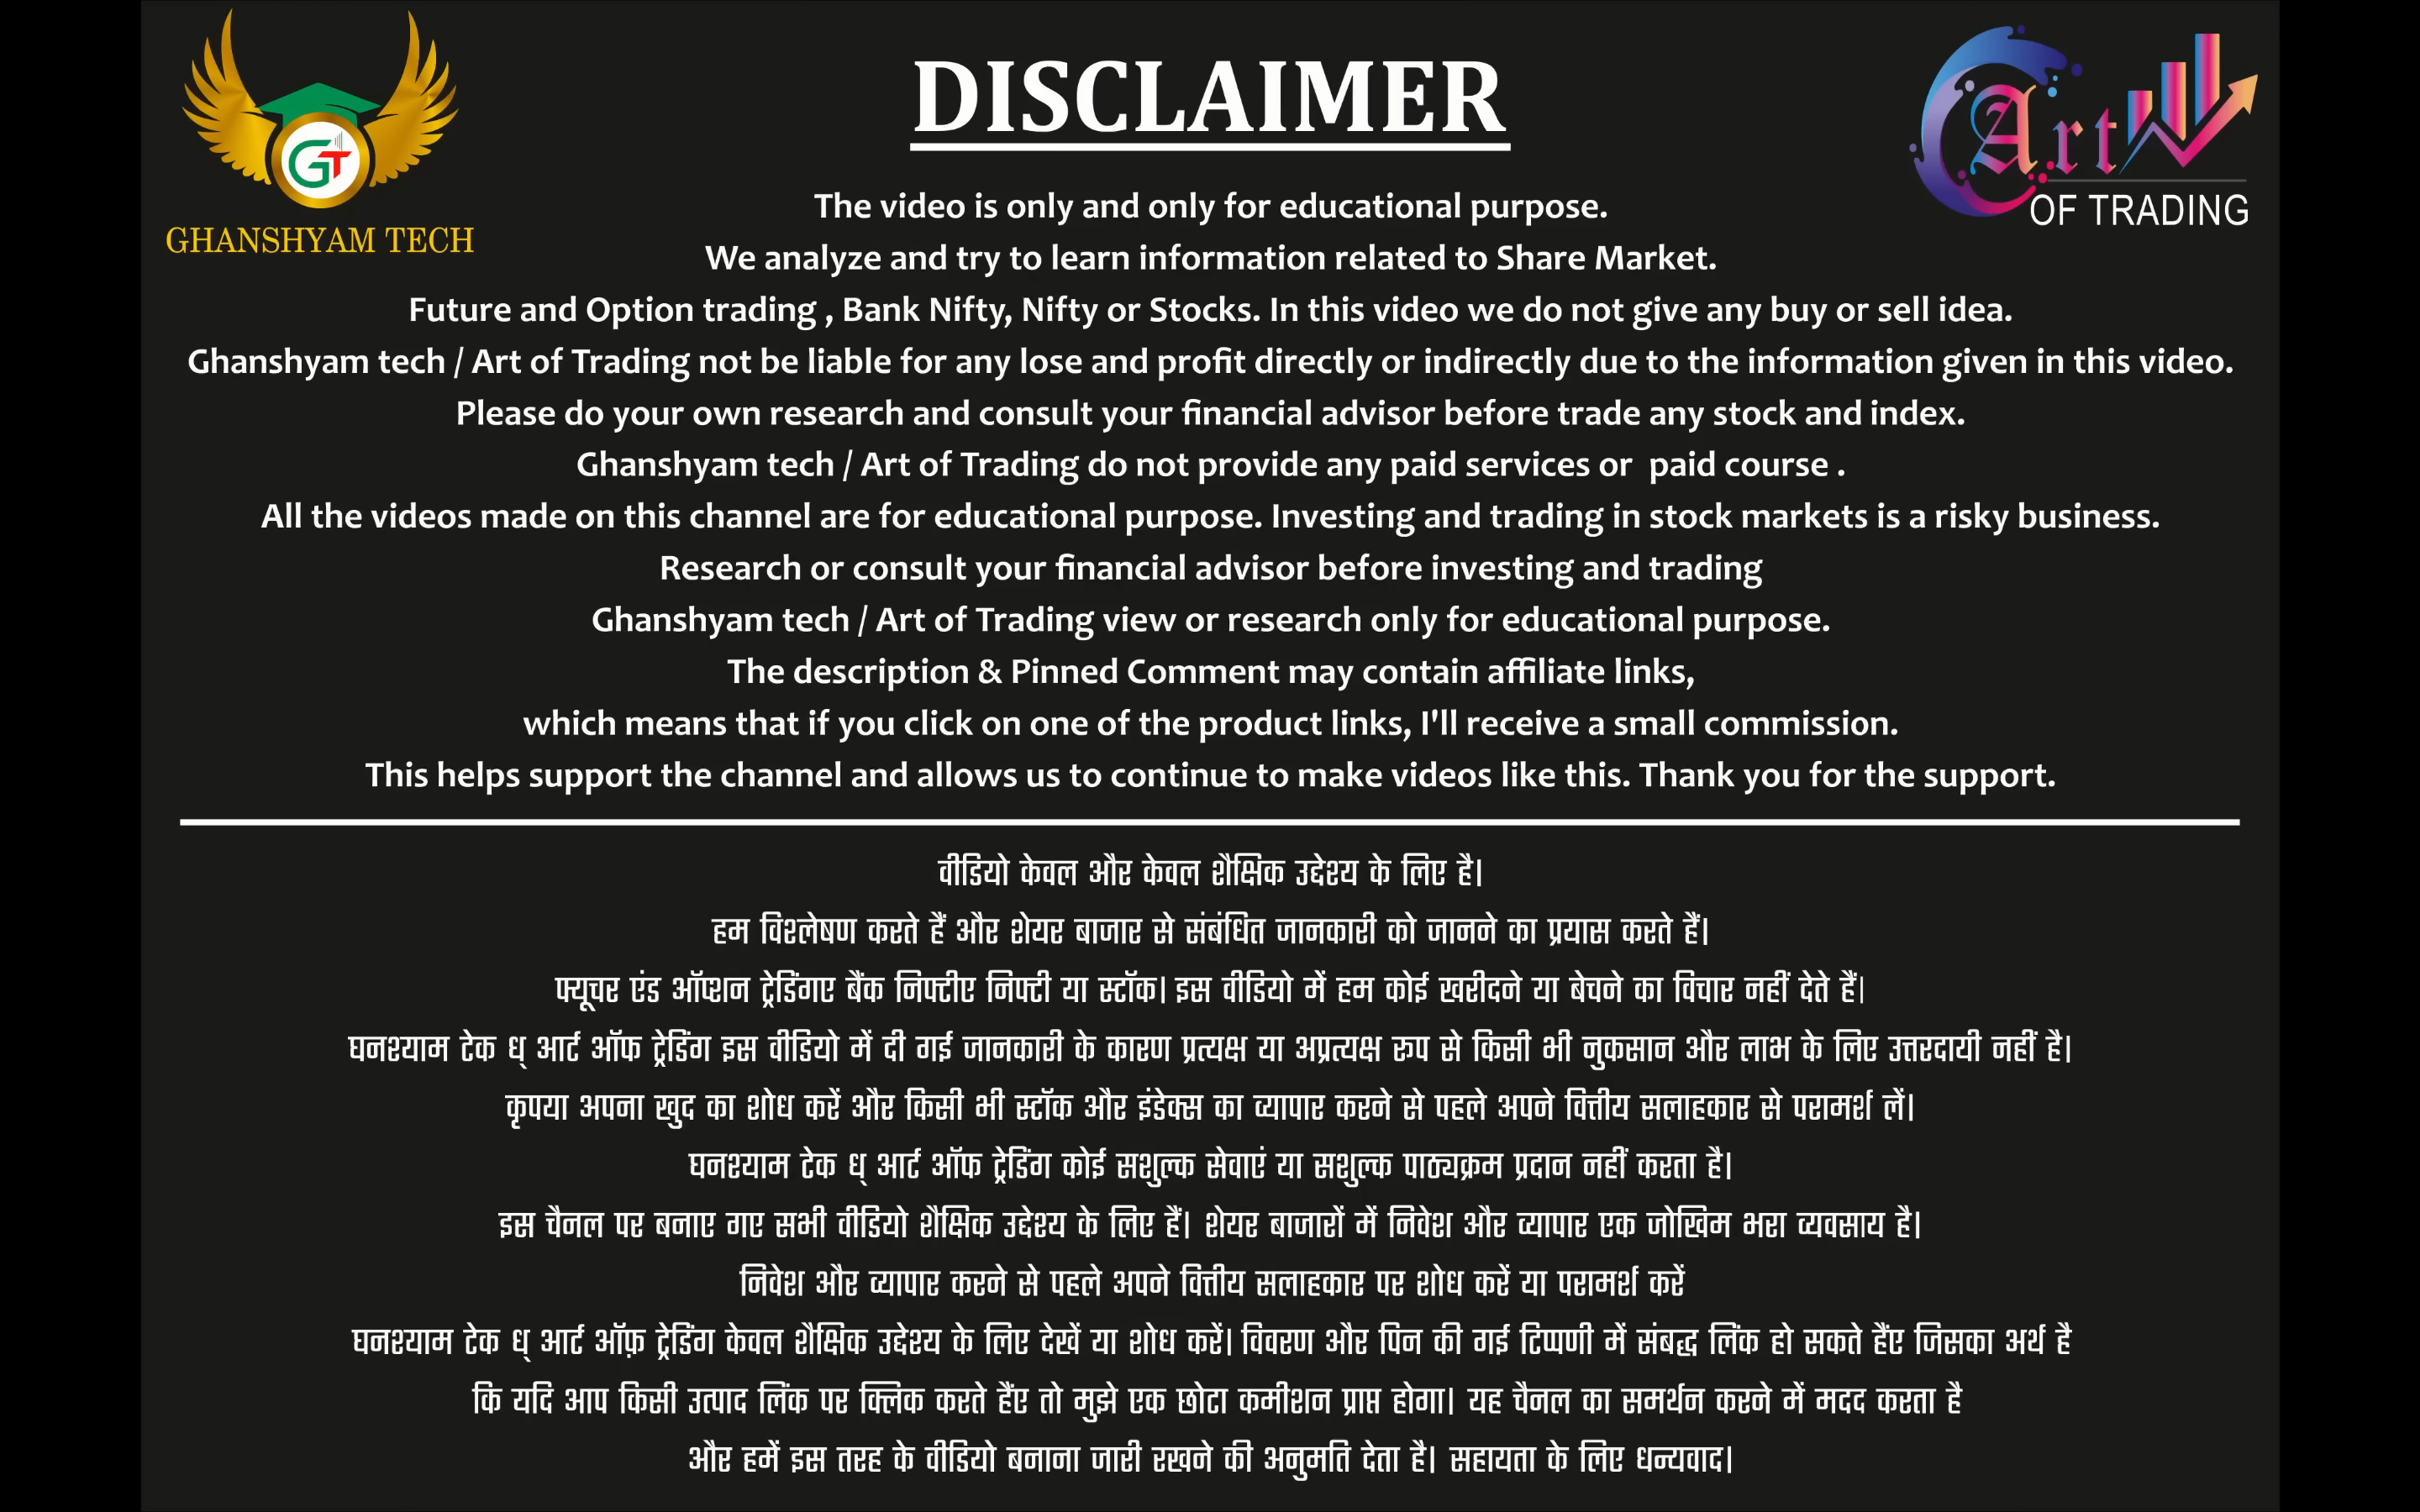 GT
GHANSHYAM TECH
DISCLAIMER
Art
OF TRADING
The video is only and only for educational purpose.
We analyze and try to learn information related to Share Market.
Future and Option trading , Bank Nifty, Nifty or Stocks. In this video we do not give any buy or sell idea.
Ghanshyam tech / Art of Trading not be liable for any lose and profit directly or indirectly due to the information given in this video.
Please do your own research and consult your financial advisor before trade any stock and index.
Ghanshyam tech / Art of Trading do not provide any paid services or  paid course .
All the videos made on this channel are for educational purpose. Investing and trading in stock markets is a risky business.
Research or consult your financial advisor before investing and trading
Ghanshyam tech / Art of Trading view or research only for educational purpose.
The description & Pinned Comment may contain affiliate links,
which means that if you click on one of the product links, I'll receive a small commission.
This helps support the channel and allows us to continue to make videos like this. Thank you for the support.
वीडियो केवल और केवल शैक्षिक उद्देश्य के लिए है।
हम विश्लेषण करते हैं और शेयर बाजार से संबंधित जानकारी को जानने का प्रयास करते हैं।
फ्यूचर एंड ऑप्शन ट्रेडिंगए बैंक निफ्टीए निफ्टी या स्टॉक। इस वीडियो में हम कोई खरीदने या बेचने का विचार नहीं देते हैं।
घनश्याम टेक ध् आर्ट ऑफ ट्रेडिंग इस वीडियो में दी गई जानकारी के कारण प्रत्यक्ष या अप्रत्यक्ष रूप से किसी भी नुकसान और लाभ के लिए उत्तरदायी नहीं है।
कृपया अपना खुद का शोध करें और किसी भी स्टॉक और इंडेक्स का व्यापार करने से पहले अपने वित्तीय सलाहकार से परामर्श लें।
घनश्याम टेक ध् आर्ट ऑफ ट्रेडिंग कोई सशुल्क सेवाएं या सशुल्क पाठ्यक्रम प्रदान नहीं करता है।
इस चैनल पर बनाए गए सभी वीडियो शैक्षिक उद्देश्य के लिए हैं। शेयर बाजारों में निवेश और व्यापार एक जोखिम भरा व्यवसाय है।
निवेश और व्यापार करने से पहले अपने वित्तीय सलाहकार पर शोध करें या परामर्श करें
घनश्याम टेक ध् आर्ट ऑफ़ ट्रेडिंग केवल शैक्षिक उद्देश्य के लिए देखें या शोध करें। विवरण और पिन की गई टिप्पणी में संबद्ध लिंक हो सकते हैंए जिसका अर्थ है
कि यदि आप किसी उत्पाद लिंक पर क्लिक करते हैंए तो मुझे एक छोटा कमीशन प्राप्त होगा। यह चैनल का समर्थन करने में मदद करता है
और हमें इस तरह के वीडियो बनाना जारी रखने की अनुमति देता है। सहायता के लिए धन्यवाद।